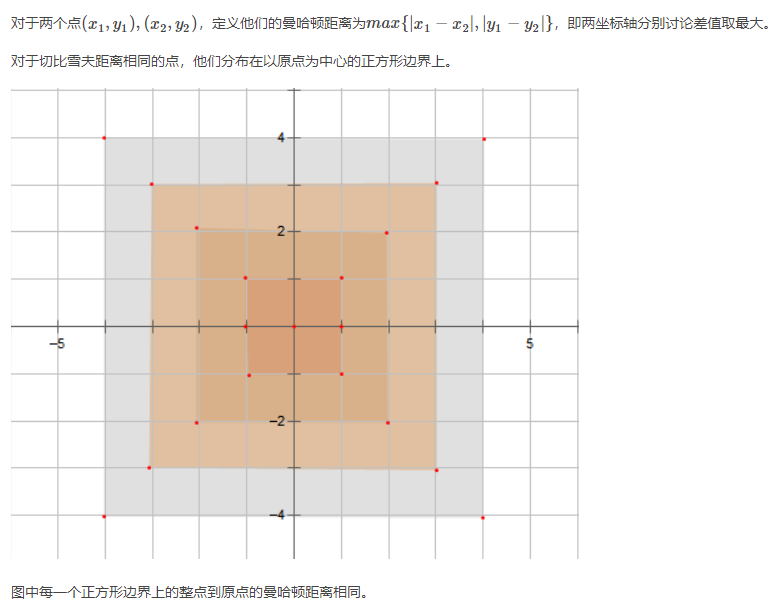 对于两个点(x₁, y₁), (x₂, y₂)，定义他们的曼哈顿距离为max{|x₁ − x₂|, |y₁ − y₂|}，即两坐标轴分别讨论差值取最大。
对于切比雪夫距离相同的点，他们分布在以原点为中心的正方形边界上。
4
2
−5
5
−2
−4
图中每一个正方形边界上的整点到原点的曼哈顿距离相同。